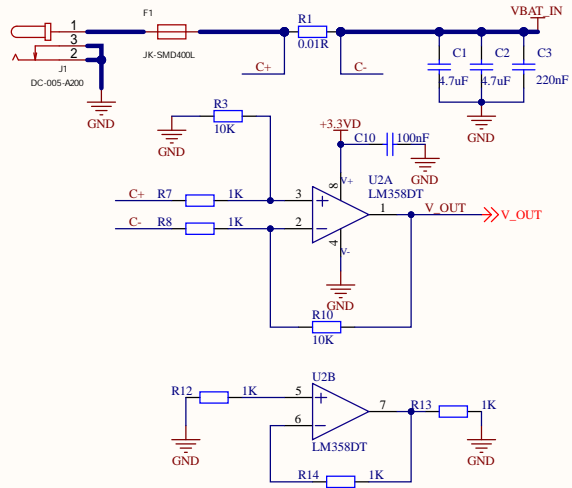 F1
R1
VBAT_IN
1
3
2
JK-SMD400L
0.01R
C1
C2
C3
J1
DC-005-A200
C+
C-
4.7uF
4.7uF
220nF
GND
R3
+3.3VD
GND
GND
10K
C10
100nF
GND
V+
8
U2A
LM358DT
C+
R7
1K
3
1
V_OUT
V_OUT
C-
R8
1K
2
4
V-
GND
R10
10K
U2B
R12
1K
5
7
R13
1K
6
GND
LM358DT
GND
R14
1K